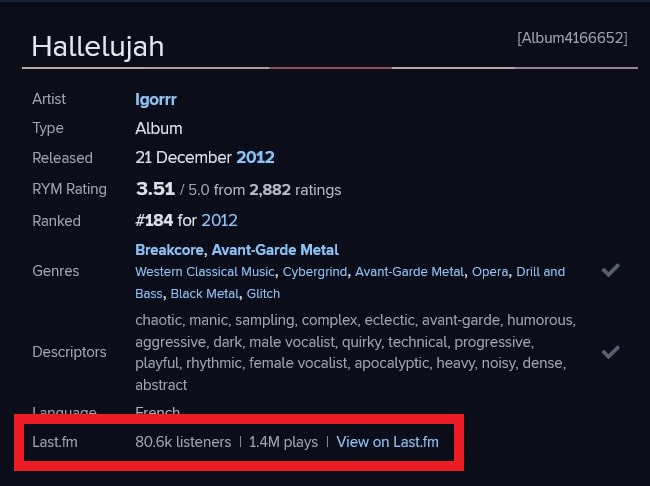 Hallelujah
[Album4166652]
Artist Igorrr
Type Album
Released 21 December 2012
RYM Rating 3.51 / 5.0 from 2,882 ratings
Ranked #184 for 2012
Genres
Breakcore, Avant-Garde Metal
Western Classical Music, Cybergrind, Avant-Garde Metal, Opera, Drill and
Bass, Black Metal, Glitch
Descriptors
chaotic, manic, sampling, complex, eclectic, avant-garde, humorous,
aggressive, dark, male vocalist, quirky, technical, progressive,
playful, rhythmic, female vocalist, apocalyptic, heavy, noisy, dense,
abstract
Language French
Last.fm 80.6k listeners | 1.4M plays | View on Last.fm